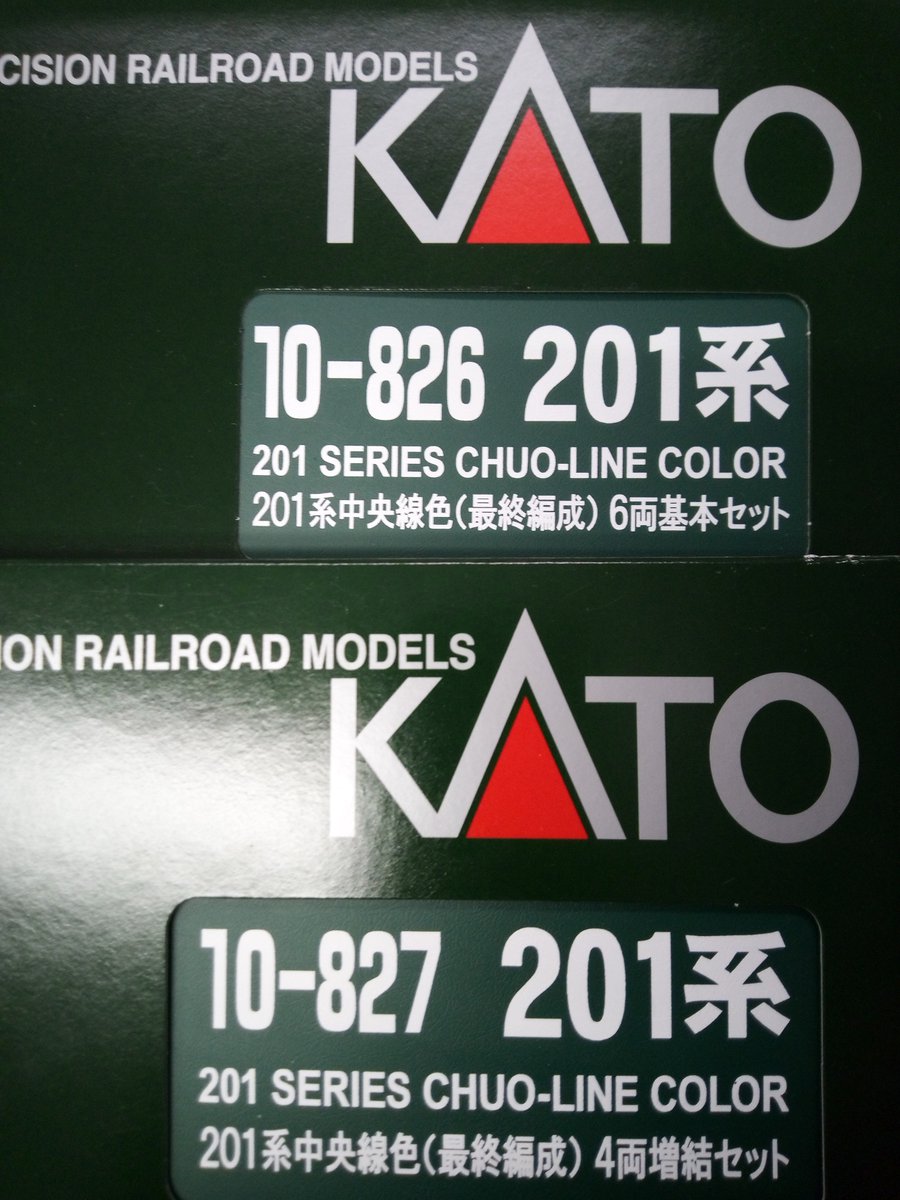 CISION RAILROAD MODELS
KATO
10-826 201系
201 SERIES CHUO-LINE COLOR
201系中央線色(最終編成) 6両基本セット
ION RAILROAD MODELS
KATO
10-827 201系
201 SERIES CHUO-LINE COLOR
201系中央線色(最終編成) 4両増結セット